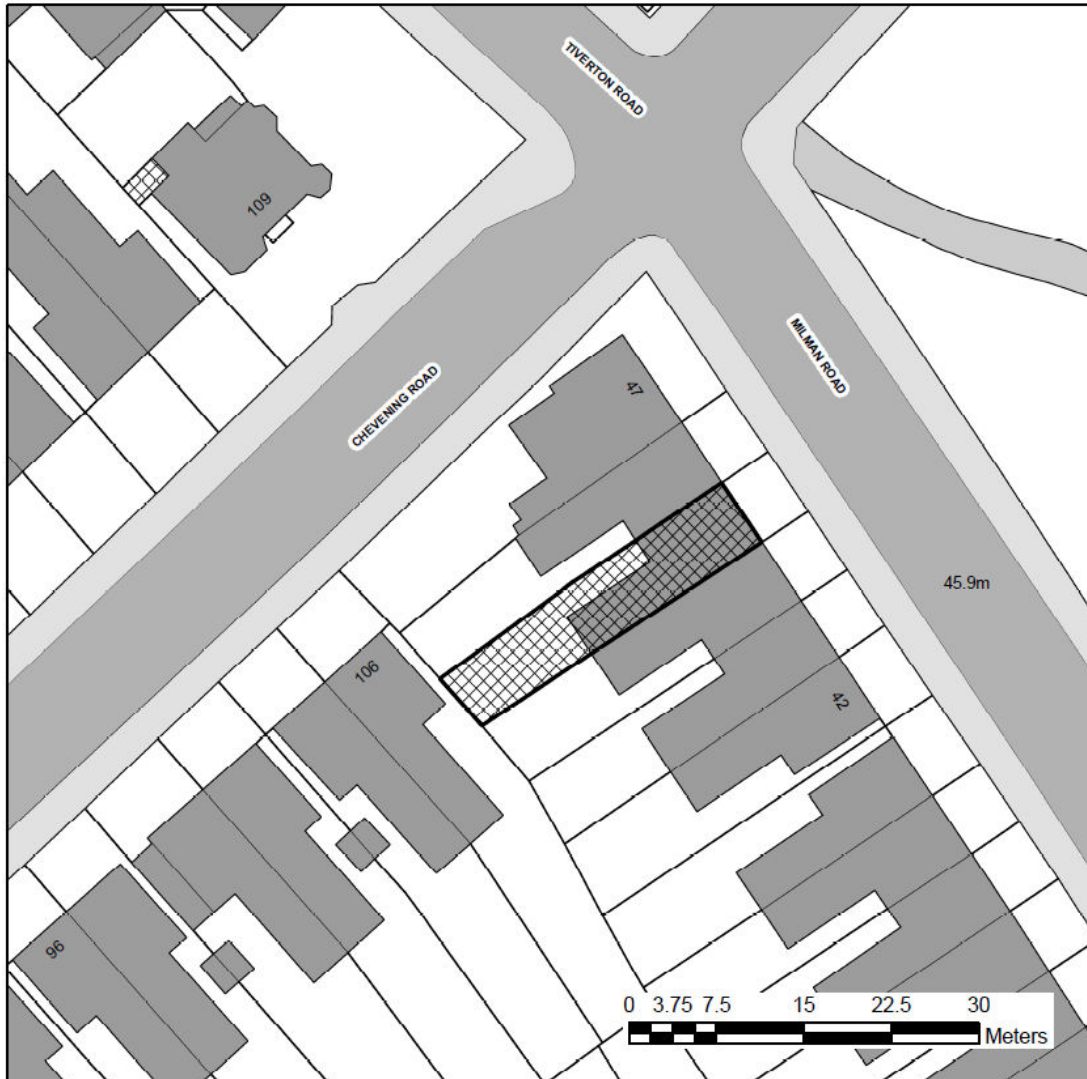 TIVERTON ROAD
109
MILMAN ROAD
47
CHEVENING ROAD
45.9m
106
42
96
0 3.75 7.5 15 22.5 30
Meters